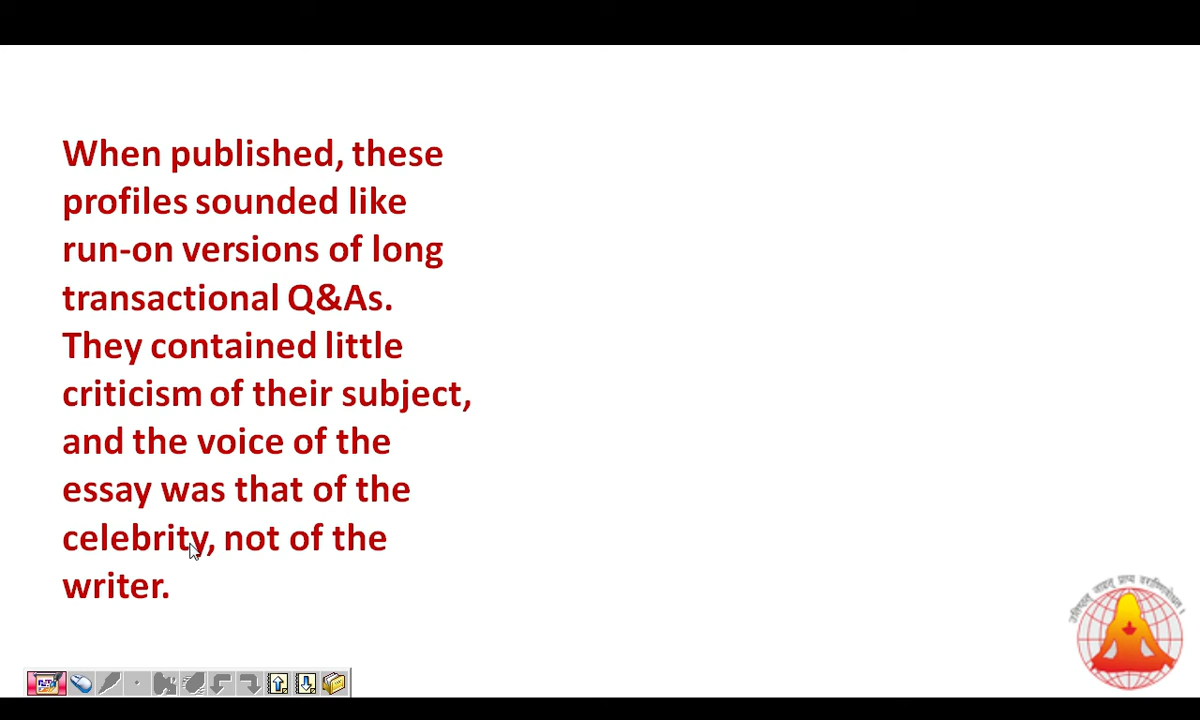 When published, these
profiles sounded like
run-on versions of long
transactional Q&As.
They contained little
criticism of their subject,
and the voice of the
essay was that of the
celebrity, not of the
writer.